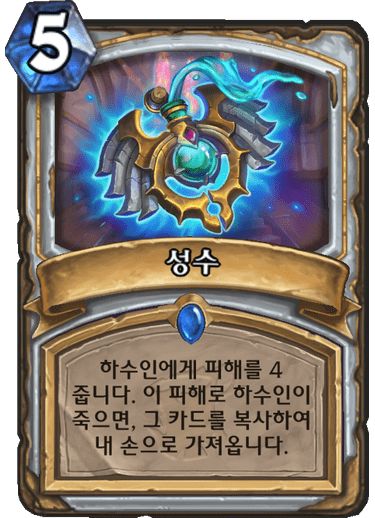 5
성수
하수인에게 피해를 4
줍니다. 이 피해로 하수인이
죽으면, 그 카드를 복사하여
내 손으로 가져옵니다.